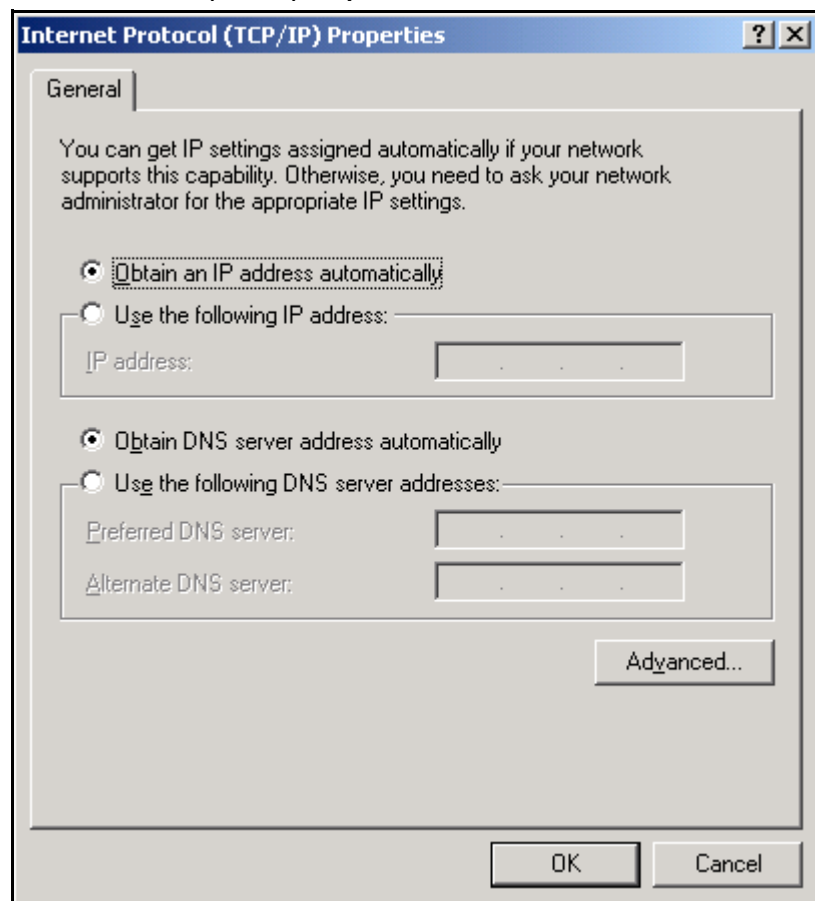 Internet Protocol (TCP/IP) Properties
General
You can get IP settings assigned automatically if your network
supports this capability. Otherwise, you need to ask your network
administrator for the appropriate IP settings.
Obtain an IP address automatically
Use the following IP address:
IP address:
Obtain DNS server address automatically
Use the following DNS server addresses:
Preferred DNS server:
Alternate DNS server:
Advanced...
OK
Cancel